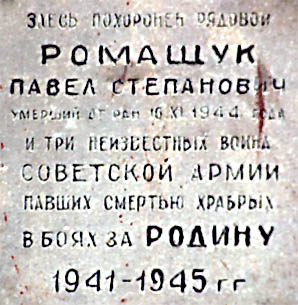 ЗДЕСЬ ПОХОРОНЕН РЯДОВОЙ
РОМАЩУК
ПАВЕЛ СТЕПАНОВИЧ
УМЕРШИЙ ОТ РАН 16.XI.1944 ГОДА
И ТРИ НЕИЗВЕСТНЫХ ВОИНА
СОВЕТСКОЙ АРМИИ
ПАВШИХ СМЕРТЬЮ ХРАБРЫХ
В БОЯХ ЗА РОДИНУ
1941-1945 г г